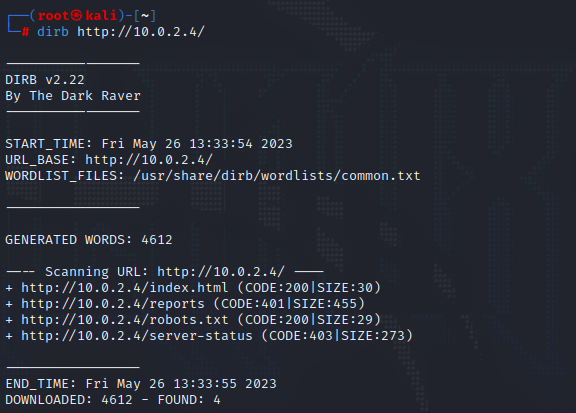 ┌──(root㉿kali)-[~]
└─# dirb http://10.0.2.4/
-----------------
DIRB v2.22
By The Dark Raver
-----------------
START_TIME: Fri May 26 13:33:54 2023
URL_BASE: http://10.0.2.4/
WORDLIST_FILES: /usr/share/dirb/wordlists/common.txt
-----------------
GENERATED WORDS: 4612
---- Scanning URL: http://10.0.2.4/ ----
+ http://10.0.2.4/index.html (CODE:200|SIZE:30)
+ http://10.0.2.4/reports (CODE:401|SIZE:455)
+ http://10.0.2.4/robots.txt (CODE:200|SIZE:29)
+ http://10.0.2.4/server-status (CODE:403|SIZE:273)
-----------------
END_TIME: Fri May 26 13:33:55 2023
DOWNLOADED: 4612 - FOUND: 4